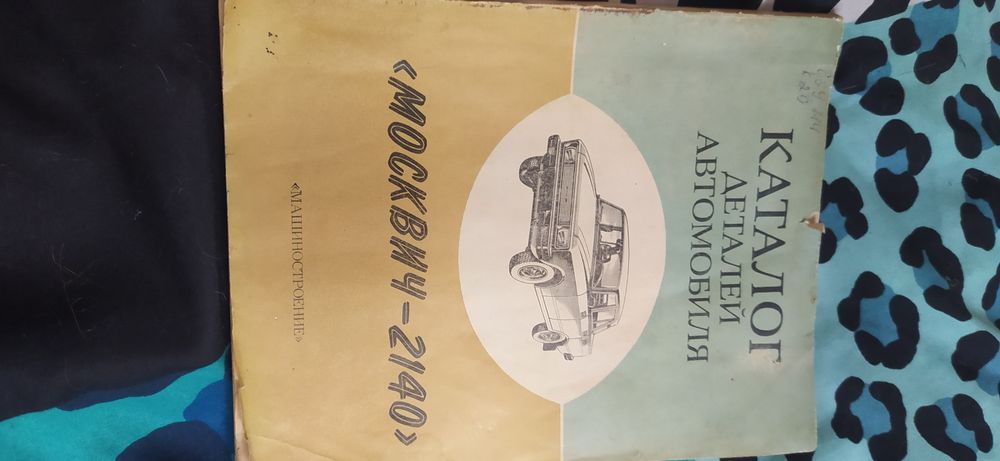 КАТАЛОГ
ДЕТАЛЕЙ
АВТОМОБИЛЯ
«МОСКВИЧ-2140»
«МАШИНОСТРОЕНИЕ»